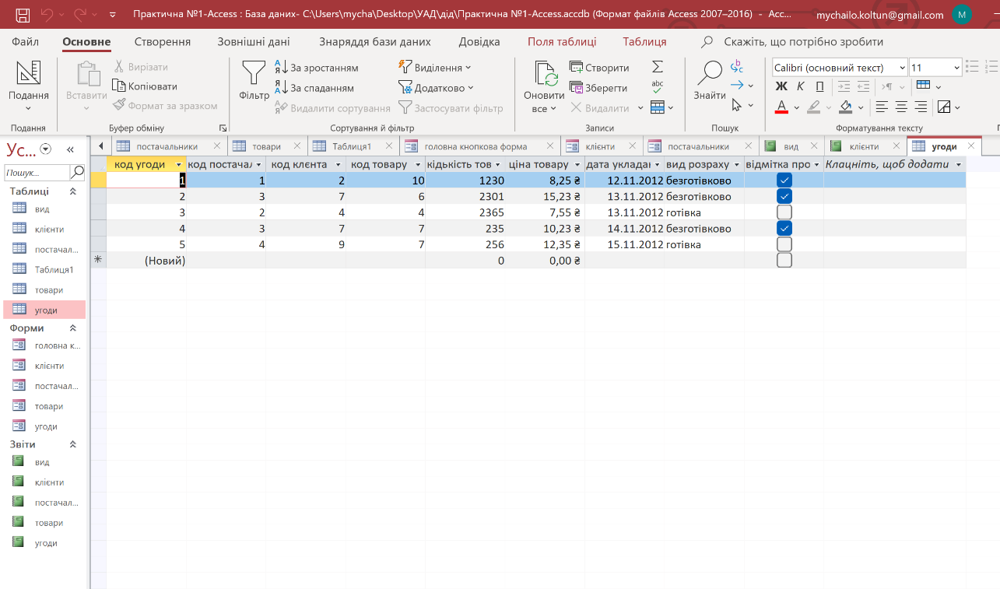 Практична №1-Access : База даних- C:\Users\mycha\Desktop\УАД\дід\Практична №1-Access.accdb (Формат файлів Access 2007–2016) - Acc... mychailo.koltun@gmail.com M
Файл Основне Створення Зовнішні дані Знаряддя бази даних Довідка Поля таблиці Таблиця Скажіть, що потрібно зробити
Подання
Вставити
Вирізати
Копіювати
Формат за зразком
Фільтр
За зростанням
За спаданням
Видалити сортування
Виділення
Додатково
Застосувати фільтр
Оновити все
Створити
Зберегти
Видалити
Знайти
Calibri (основний текст) 11
Ж К П
Подання Буфер обміну Сортування й фільтр Записи Пошук Форматування тексту
Ус...
Пошук...
Таблиці
вид
клієнти
постачал...
Таблиця1
товари
угоди
Форми
головна к...
клієнти
постачал...
товари
угоди
Звіти
вид
клієнти
постачал...
товари
угоди
постачальники товари Таблиця1 головна кнопкова форма клієнти постачальники вид клієнти угоди
код угоди код постачал код клєнта код товару кідькість тов ціна товару дата укладан вид розраху відмітка про Клацніть, щоб додати
1 1 2 10 1230 8,25 ₴ 12.11.2012 безготівково
2 3 7 6 2301 15,23 ₴ 13.11.2012 безготівково
3 2 4 4 2365 7,55 ₴ 13.11.2012 готівка
4 3 7 7 235 10,23 ₴ 14.11.2012 безготівково
5 4 9 7 256 12,35 ₴ 15.11.2012 готівка
(Новий) 0 0,00 ₴